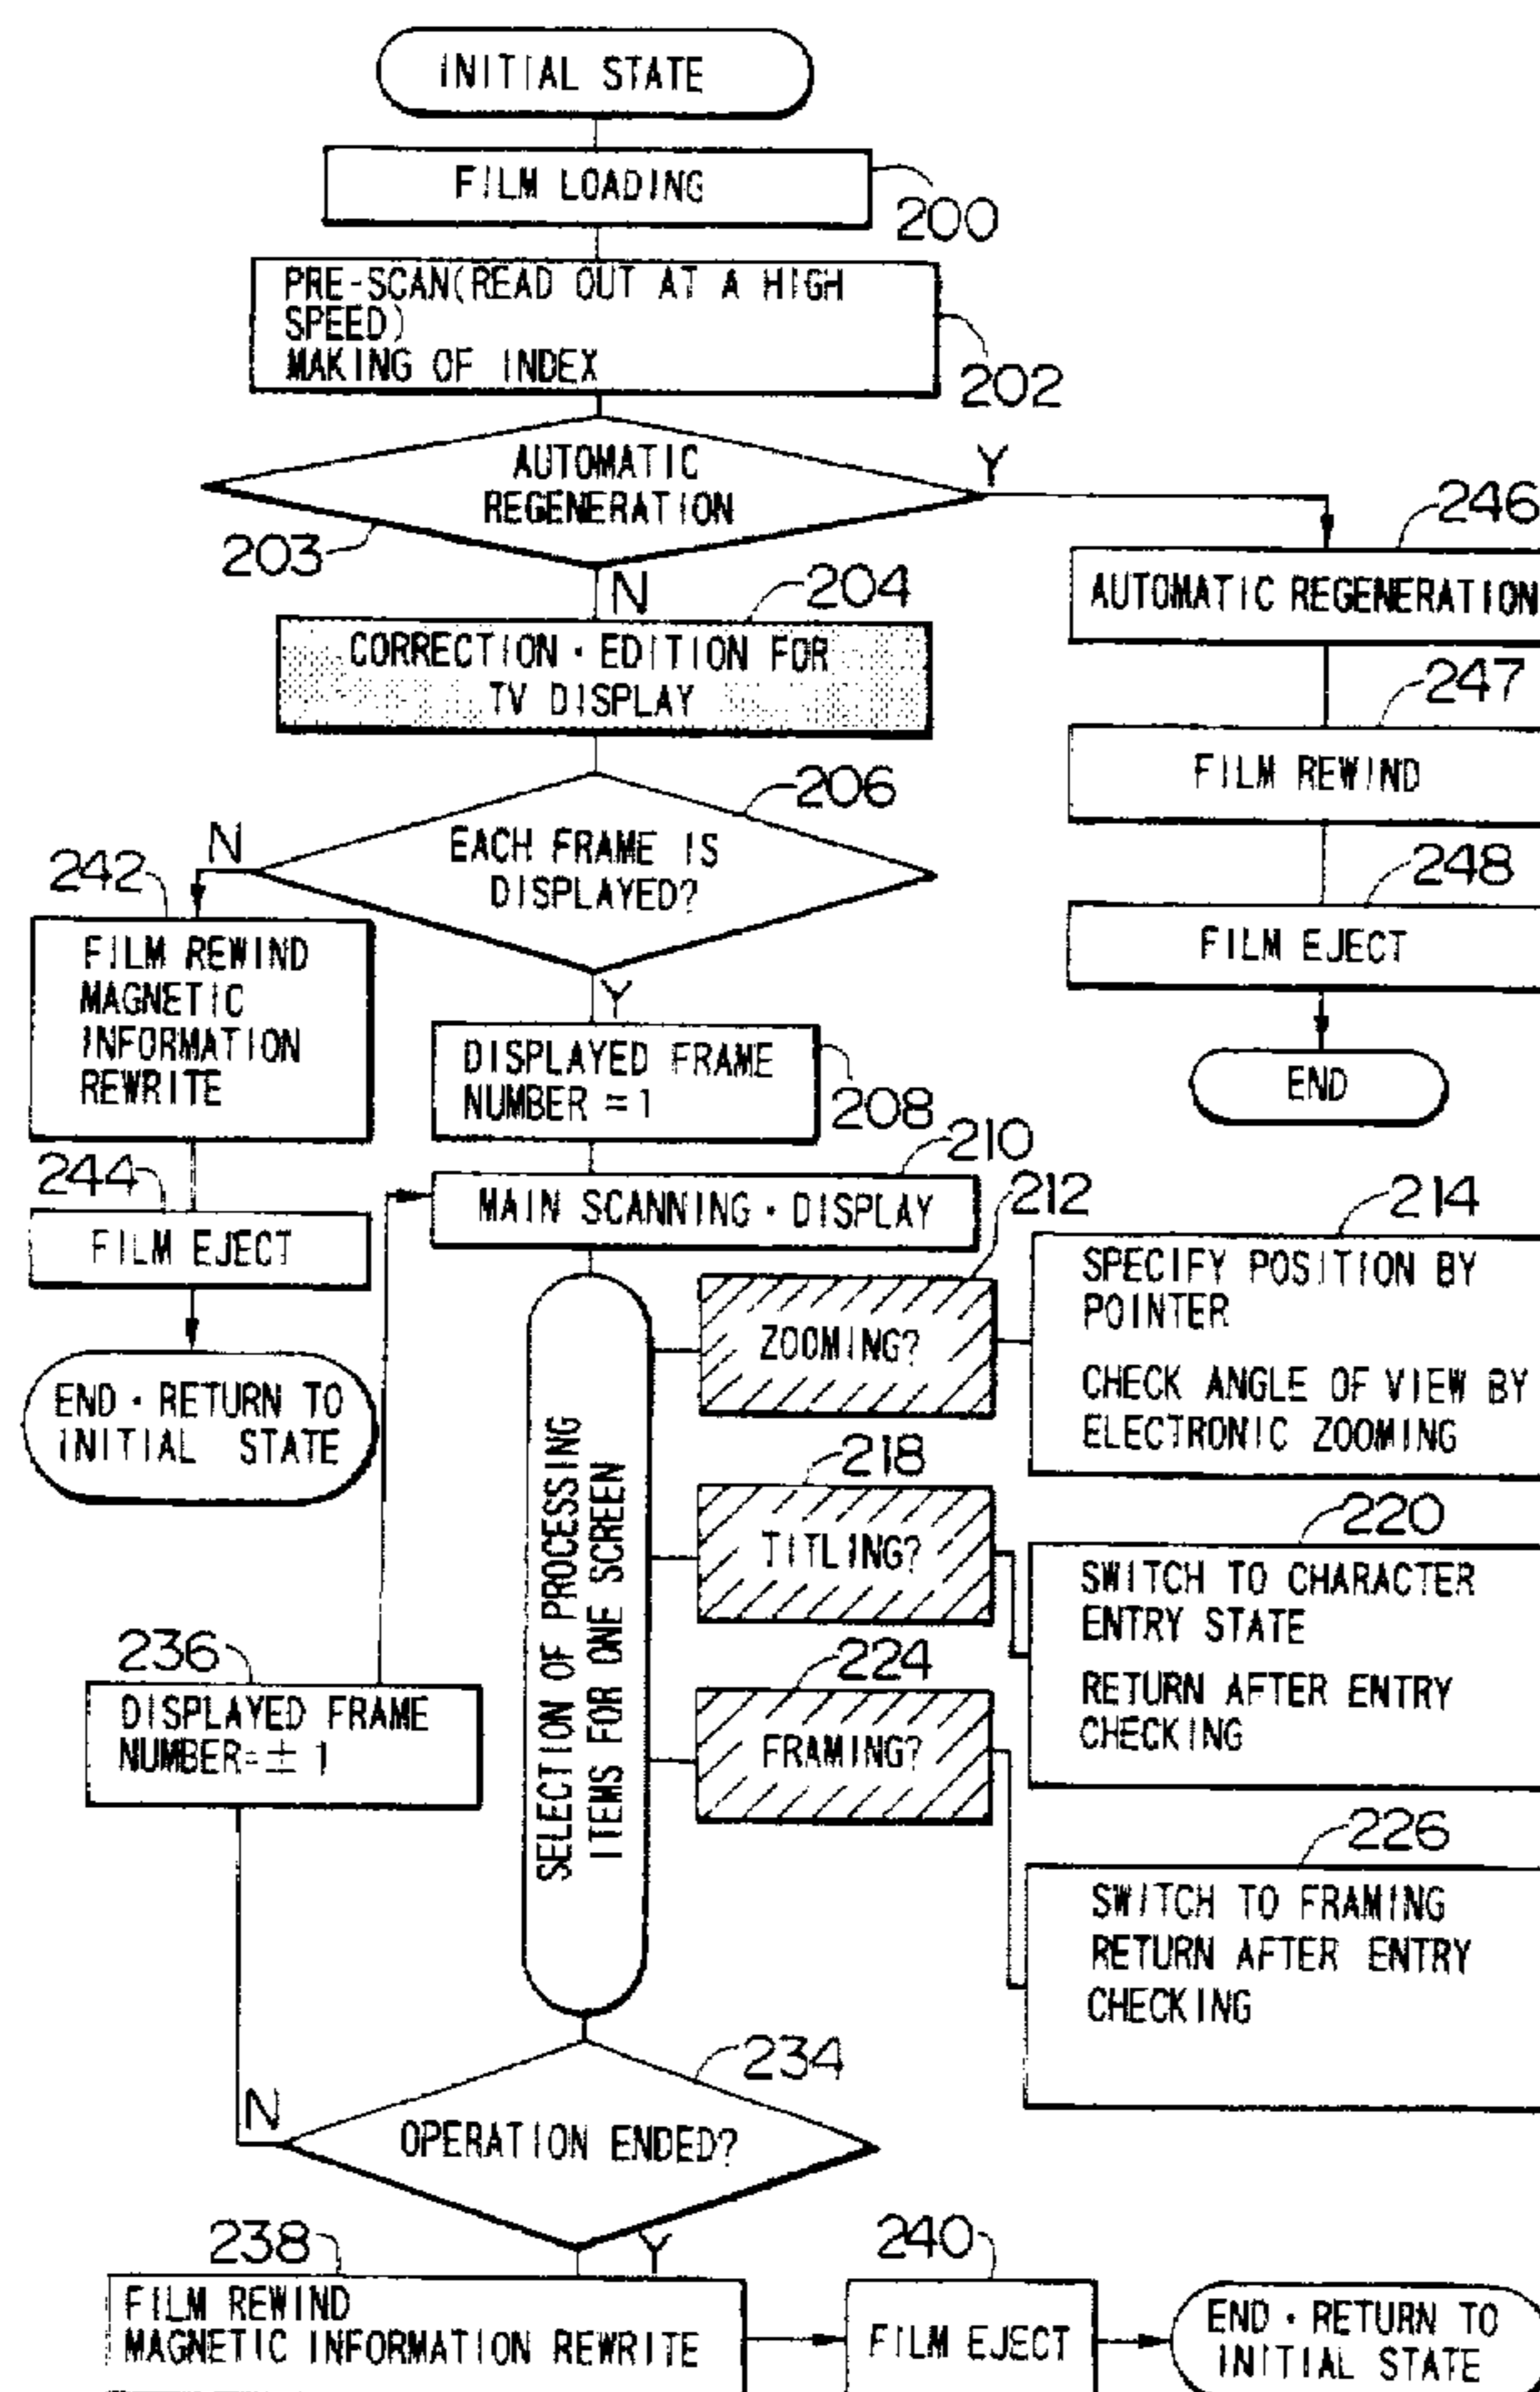 INITIAL STATE
FILM LOADING
200
PRE-SCAN(READ OUT AT A HIGH
SPEED)
MAKING OF INDEX
202
AUTOMATIC
REGENERATION
Y
203
N
246
AUTOMATIC REGENERATION
204
CORRECTION・EDITION FOR
TV DISPLAY
247
FILM REWIND
206
EACH FRAME IS
DISPLAYED?
N
Y
248
FILM EJECT
END
242
FILM REWIND
MAGNETIC
INFORMATION
REWRITE
208
DISPLAYED FRAME
NUMBER = 1
244
FILM EJECT
END・RETURN TO
INITIAL STATE
210
MAIN SCANNING・DISPLAY
SELECTION OF PROCESSING
ITEMS FOR ONE SCREEN
212
ZOOMING?
214
SPECIFY POSITION BY
POINTER
CHECK ANGLE OF VIEW BY
ELECTRONIC ZOOMING
218
TITLING?
220
SWITCH TO CHARACTER
ENTRY STATE
RETURN AFTER ENTRY
CHECKING
224
FRAMING?
226
SWITCH TO FRAMING
RETURN AFTER ENTRY
CHECKING
236
DISPLAYED FRAME
NUMBER=± 1
234
OPERATION ENDED?
N
Y
238
FILM REWIND
MAGNETIC INFORMATION REWRITE
240
FILM EJECT
END・RETURN TO
INITIAL STATE